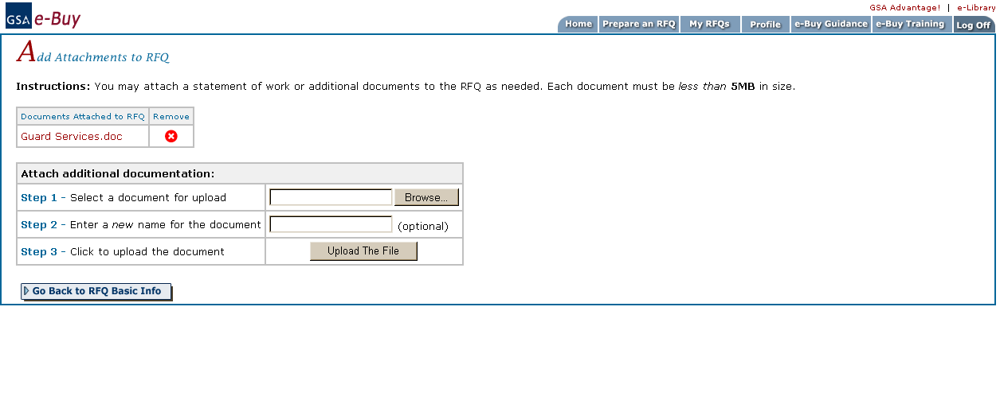 GSA e-Buy
GSA Advantage! | e-Library
Home Prepare an RFQ My RFQs Profile e-Buy Guidance e-Buy Training Log Off
Add Attachments to RFQ
Instructions: You may attach a statement of work or additional documents to the RFQ as needed. Each document must be less than 5MB in size.
Documents Attached to RFQ Remove
Guard Services.doc
Attach additional documentation:
Step 1 - Select a document for upload Browse...
Step 2 - Enter a new name for the document (optional)
Step 3 - Click to upload the document Upload The File
Go Back to RFQ Basic Info